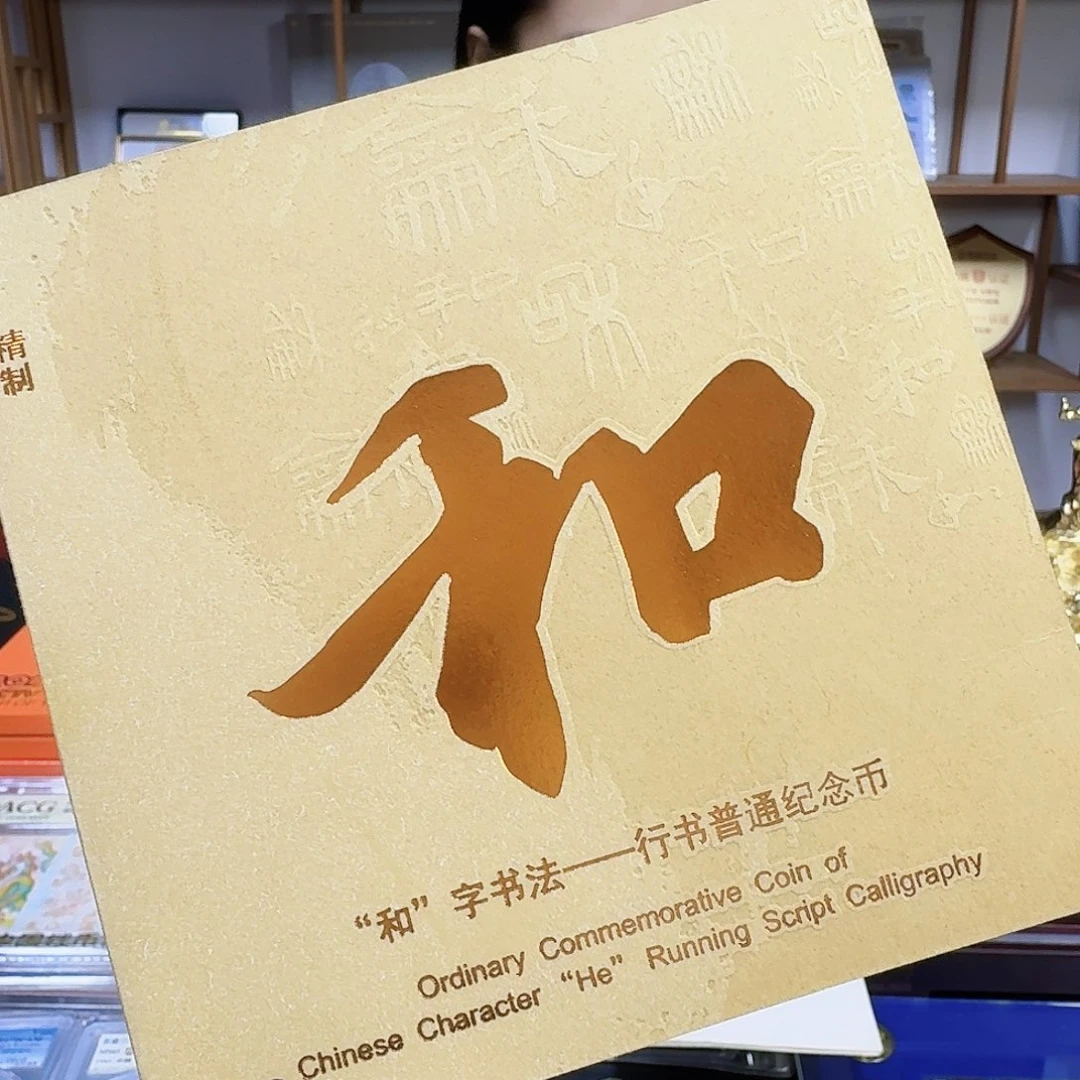 精
制
和
“和”字书法——行书普通纪念币
Ordinary Commemorative Coin of
Chinese Character “He” Running Script Calligraphy
ACG